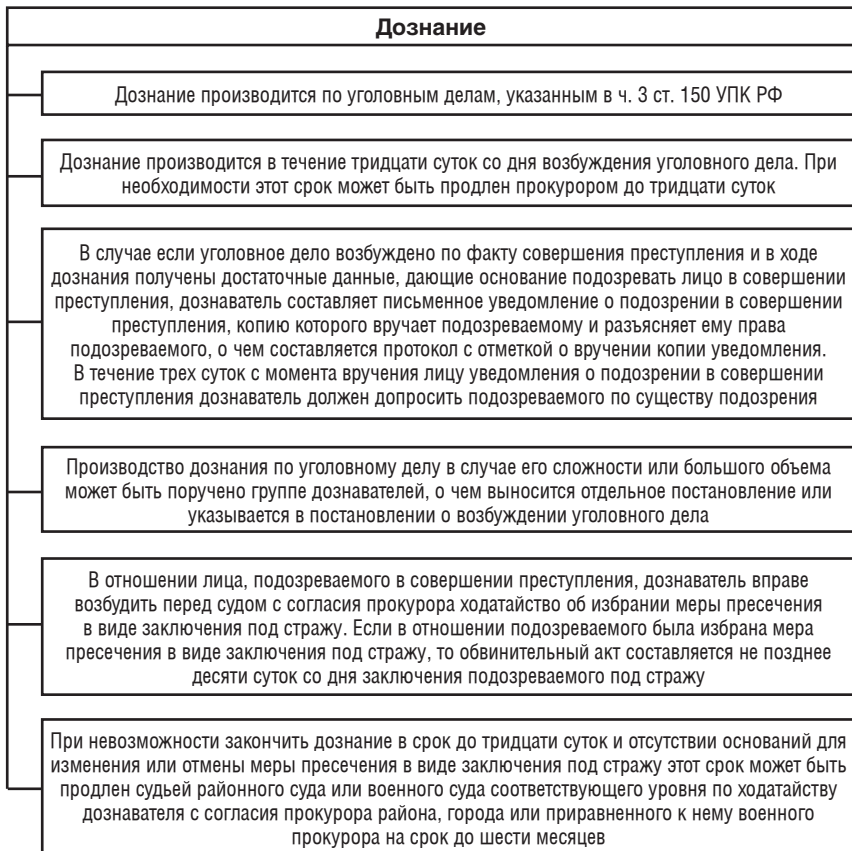 Дознание
Дознание производится по уголовным делам, указанным в ч. 3 ст. 150 УПК РФ
Дознание производится в течение тридцати суток со дня возбуждения уголовного дела. При
необходимости этот срок может быть продлен прокурором до тридцати суток
В случае если уголовное дело возбуждено по факту совершения преступления и в ходе
дознания получены достаточные данные, дающие основание подозревать лицо в совершении
преступления, дознаватель составляет письменное уведомление о подозрении в совершении
преступления, копию которого вручает подозреваемому и разъясняет ему права
подозреваемого, о чем составляется протокол с отметкой о вручении копии уведомления.
В течение трех суток с момента вручения лицу уведомления о подозрении в совершении
преступления дознаватель должен допросить подозреваемого по существу подозрения
Производство дознания по уголовному делу в случае его сложности или большого объема
может быть поручено группе дознавателей, о чем выносится отдельное постановление или
указывается в постановлении о возбуждении уголовного дела
В отношении лица, подозреваемого в совершении преступления, дознаватель вправе
возбудить перед судом с согласия прокурора ходатайство об избрании меры пресечения
в виде заключения под стражу. Если в отношении подозреваемого была избрана мера
пресечения в виде заключения под стражу, то обвинительный акт составляется не позднее
десяти суток со дня заключения подозреваемого под стражу
При невозможности закончить дознание в срок до тридцати суток и отсутствии оснований для
изменения или отмены меры пресечения в виде заключения под стражу этот срок может быть
продлен судьей районного суда или военного суда соответствующего уровня по ходатайству
дознавателя с согласия прокурора района, города или приравненного к нему военного
прокурора на срок до шести месяцев